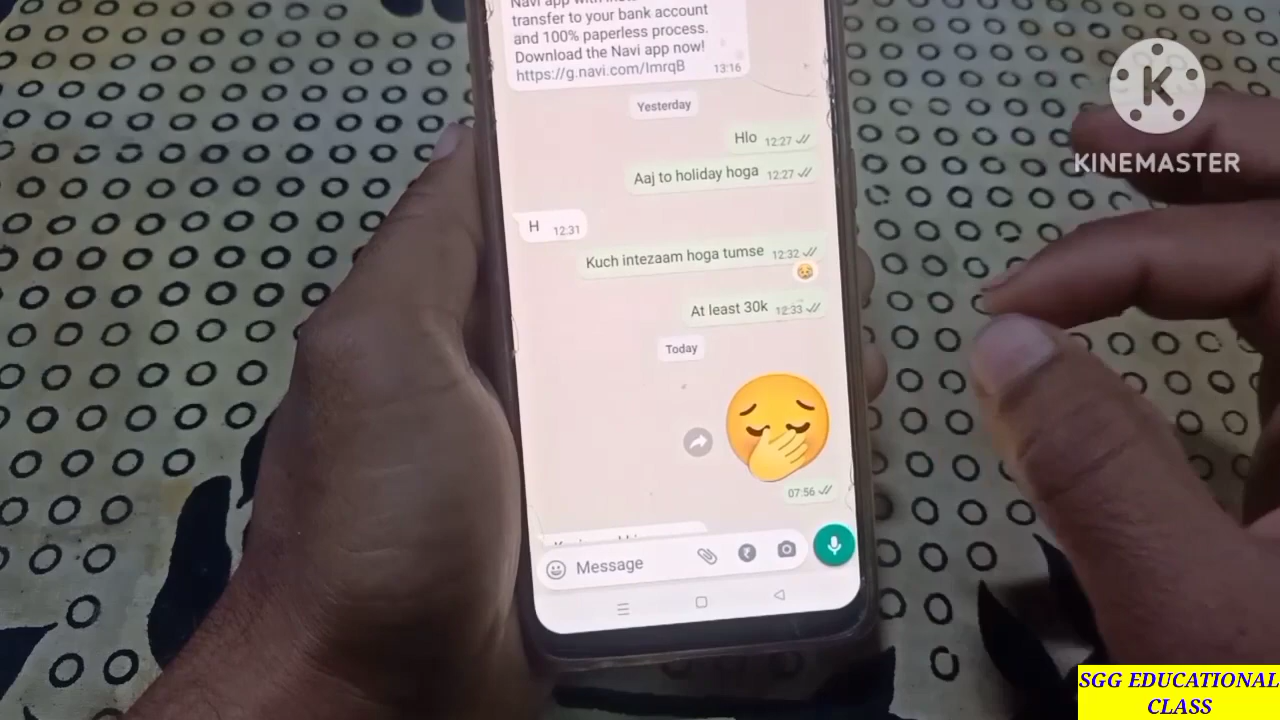 transfer to your bank account
and 100% paperless process.
Download the Navi app now!
https://g.navi.com/ImrqB 13:16
Yesterday
Hlo 12:27
Aaj to holiday hoga 12:27
H 12:31
Kuch intezaam hoga tumse 12:32
At least 30k 12:33
Today
07:56
Message
K
KINEMASTER
SGG EDUCATIONAL
CLASS